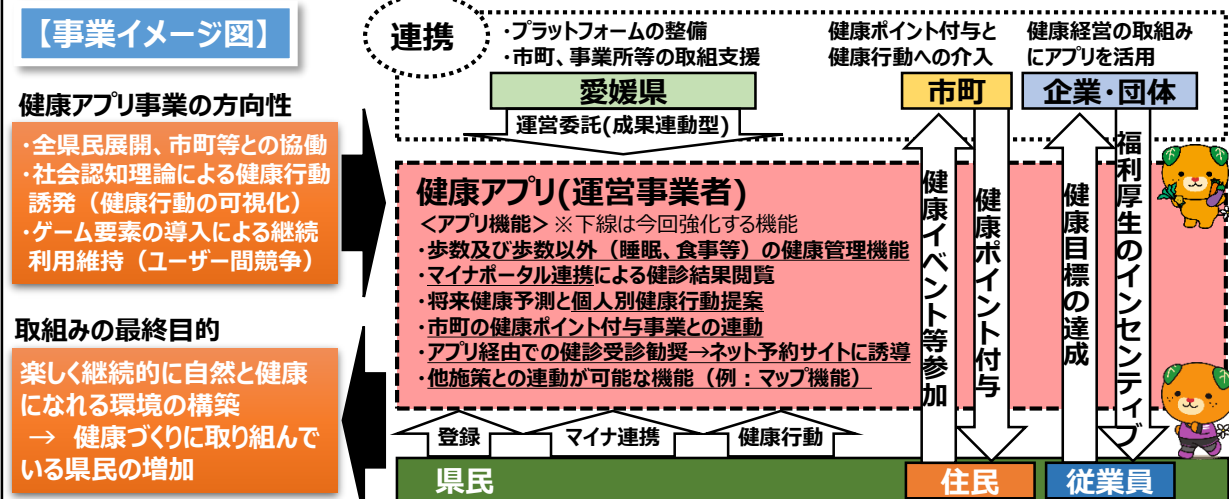 【事業イメージ図】
健康アプリ事業の方向性
・全県民展開、市町等との協働
・社会認知理論による健康行動
誘発（健康行動の可視化）
・ゲーム要素の導入による継続
利用維持（ユーザー間競争）
取組みの最終目的
楽しく継続的に自然と健康
になれる環境の構築
→ 健康づくりに取り組んで
いる県民の増加
連携
・プラットフォームの整備
・市町、事業所等の取組支援
愛媛県
運営委託(成果連動型)
健康ポイント付与と
健康行動への介入
市町
健康経営の取組み
にアプリを活用
企業・団体
健康アプリ(運営事業者)
＜アプリ機能＞※下線は今回強化する機能
・歩数及び歩数以外（睡眠、食事等）の健康管理機能
・マイナポータル連携による健診結果閲覧
・将来健康予測と個人別健康行動提案
・市町の健康ポイント付与事業との連動
・アプリ経由での健診受診勧奨→ネット予約サイトに誘導
・他施策との連動が可能な機能（例：マップ機能）
健康イベント等参加
健康ポイント付与
健康目標の達成
福利厚生のインセンティブ
登録
マイナ連携
健康行動
県民
住民
従業員